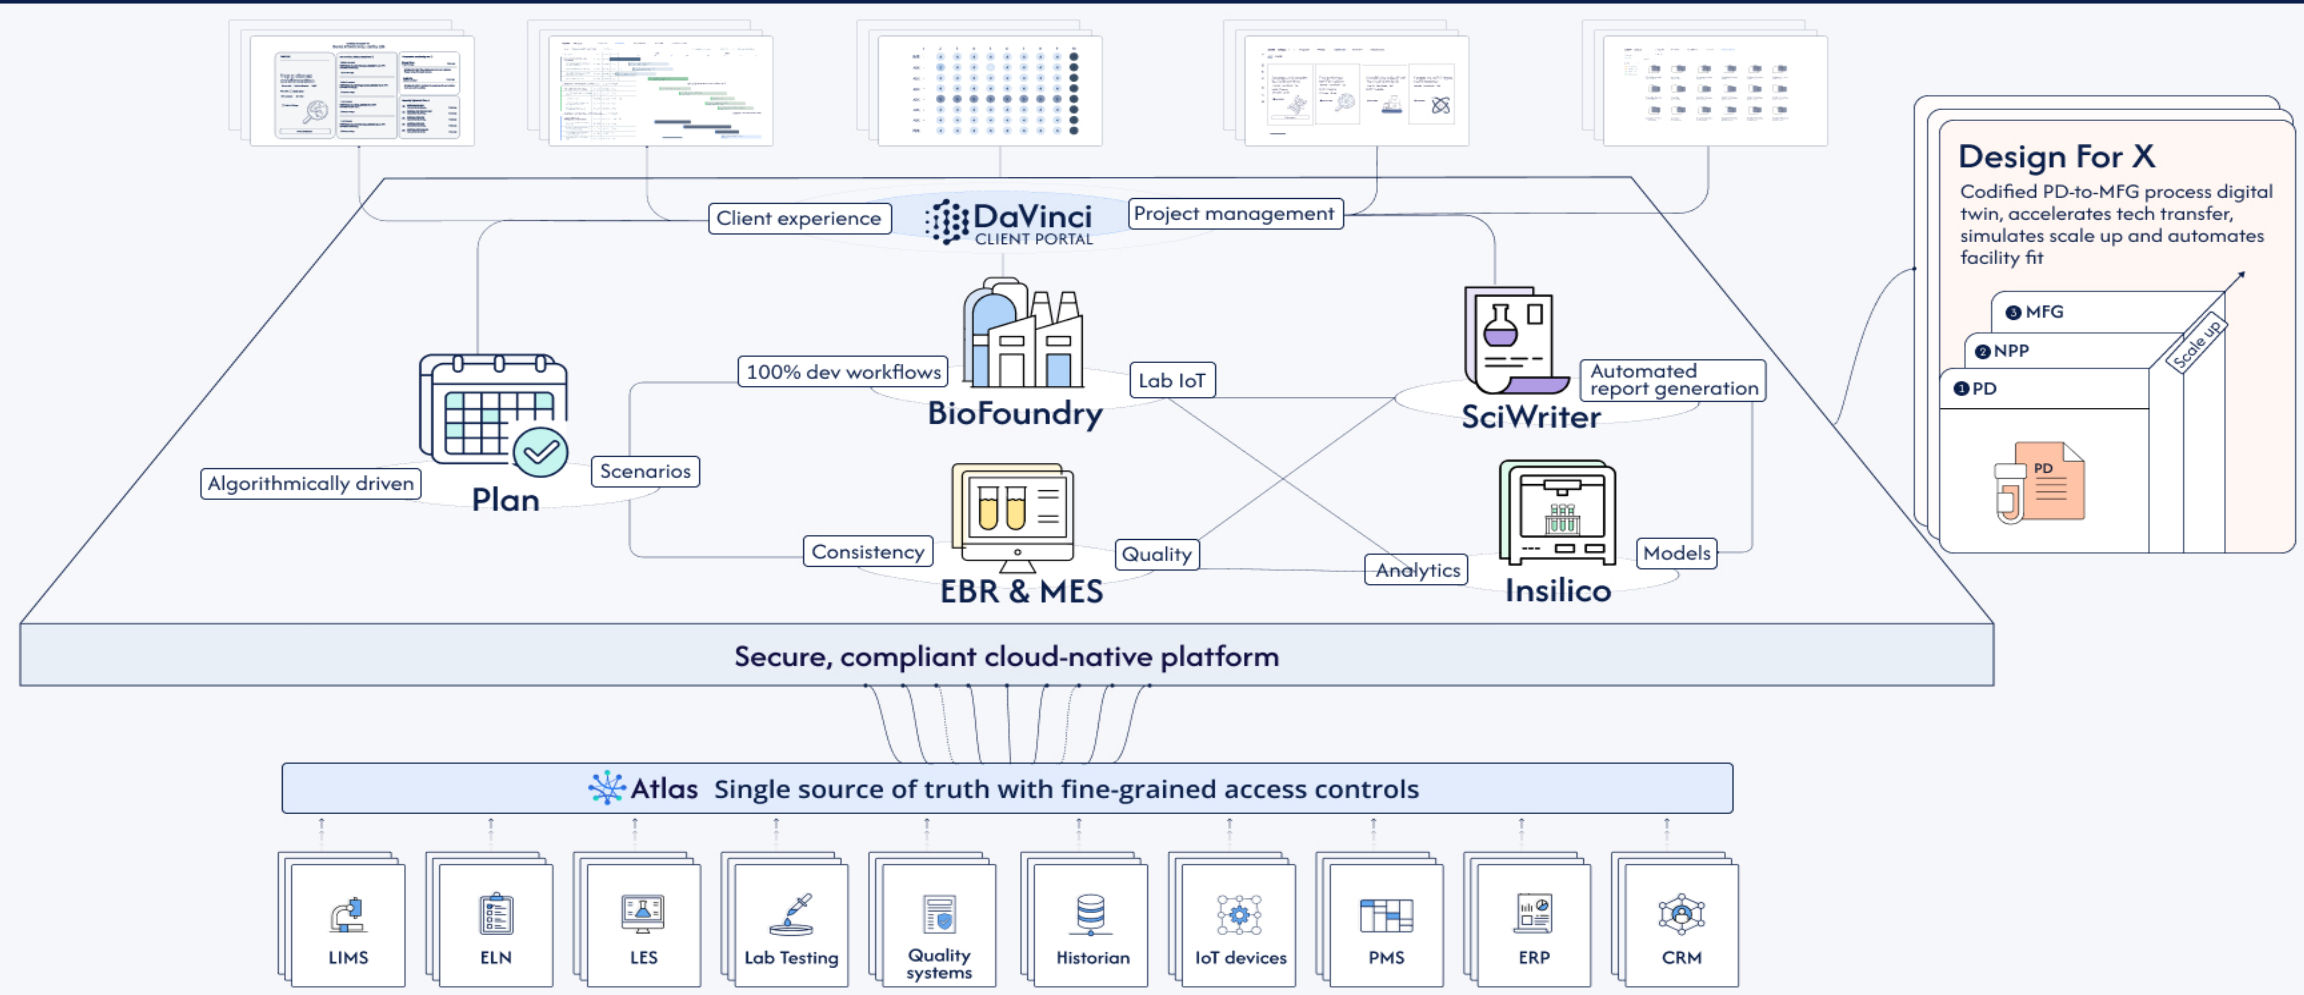 Client experience
DaVinci
CLIENT PORTAL
Project management
Design For X
Codified PD-to-MFG process digital
twin, accelerates tech transfer,
simulates scale up and automates
facility fit
3 MFG
2 NPP
1 PD
Scale up
PD
100% dev workflows
Lab IoT
BioFoundry
Automated
report generation
SciWriter
Algorithmically driven
Scenarios
Plan
Consistency
Quality
EBR & MES
Analytics
Models
Insilico
Secure, compliant cloud-native platform
Atlas Single source of truth with fine-grained access controls
LIMS
ELN
LES
Lab Testing
Quality
systems
Historian
IoT devices
PMS
ERP
CRM